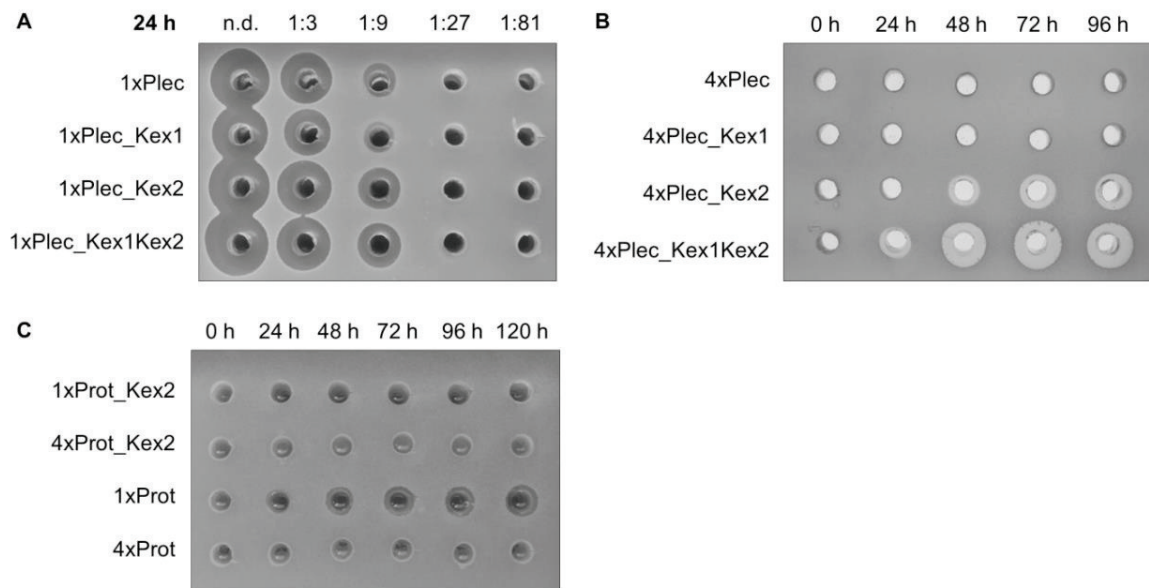 A 24 h n.d. 1:3 1:9 1:27 1:81
1xPlec
1xPlec_Kex1
1xPlec_Kex2
1xPlec_Kex1Kex2
B 0 h 24 h 48 h 72 h 96 h
4xPlec
4xPlec_Kex1
4xPlec_Kex2
4xPlec_Kex1Kex2
C 0 h 24 h 48 h 72 h 96 h 120 h
1xProt_Kex2
4xProt_Kex2
1xProt
4xProt